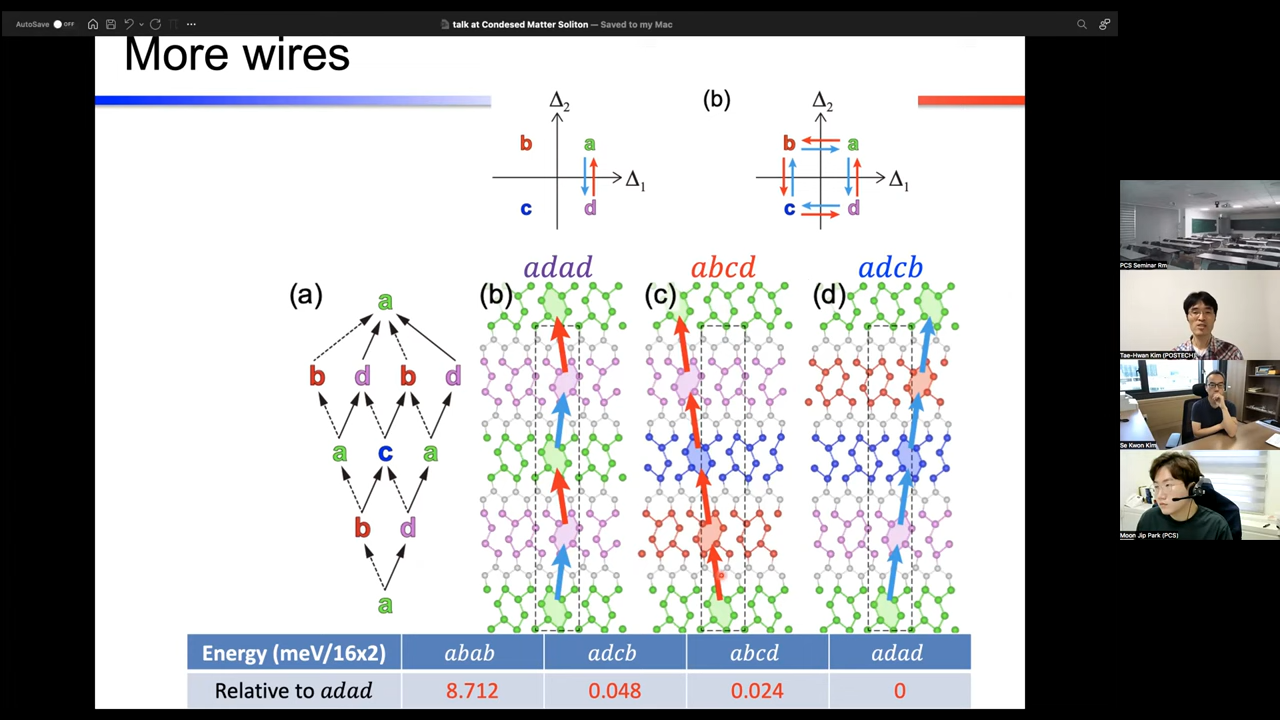 AutoSave OFF
talk at Condesed Matter Soliton — Saved to my Mac
More wires
Δ2
b a
Δ1
c d
(b)
Δ2
b a
Δ1
c d
adad
abcd
adcb
(a)
(b)
(c)
(d)
a
b d b d
a c a
b d
a
Energy (meV/16x2) abab adcb abcd adad
Relative to adad 8.712 0.048 0.024 0
PCS Seminar Rm
Tae-Hwan Kim (POSTECH)
Se Kwon Kim
Moon Jip Park (PCS)